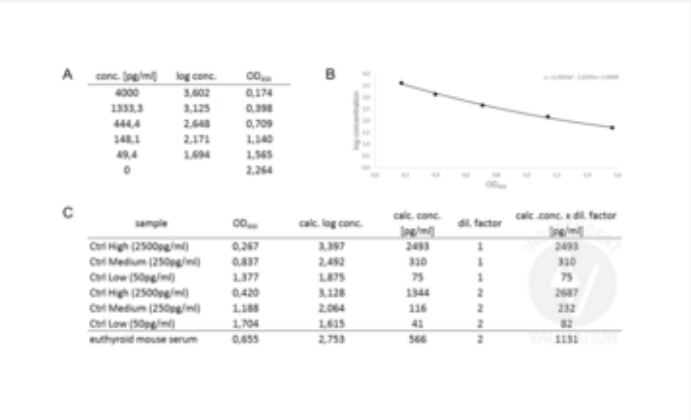 A
conc. [pg/ml] log conc. OD450
4000 3,602 0,174
1333,3 3,125 0,398
444,4 2,648 0,709
148,1 2,171 1,140
49,4 1,694 1,565
0 2,264
B
log concentration
OD450
C
sample OD450 calc. log conc. calc. conc. [pg/ml] dil. factor calc .conc. x dil. factor [pg/ml]
Ctrl High (2500pg/ml) 0,267 3,397 2493 1 2493
Ctrl Medium (250pg/ml) 0,837 2,492 310 1 310
Ctrl Low (50pg/ml) 1,377 1,875 75 1 75
Ctrl High (2500pg/ml) 0,420 3,128 1344 2 2687
Ctrl Medium (250pg/ml) 1,188 2,064 116 2 232
Ctrl Low (50pg/ml) 1,704 1,615 41 2 82
euthyroid mouse serum 0,655 2,753 566 2 1131